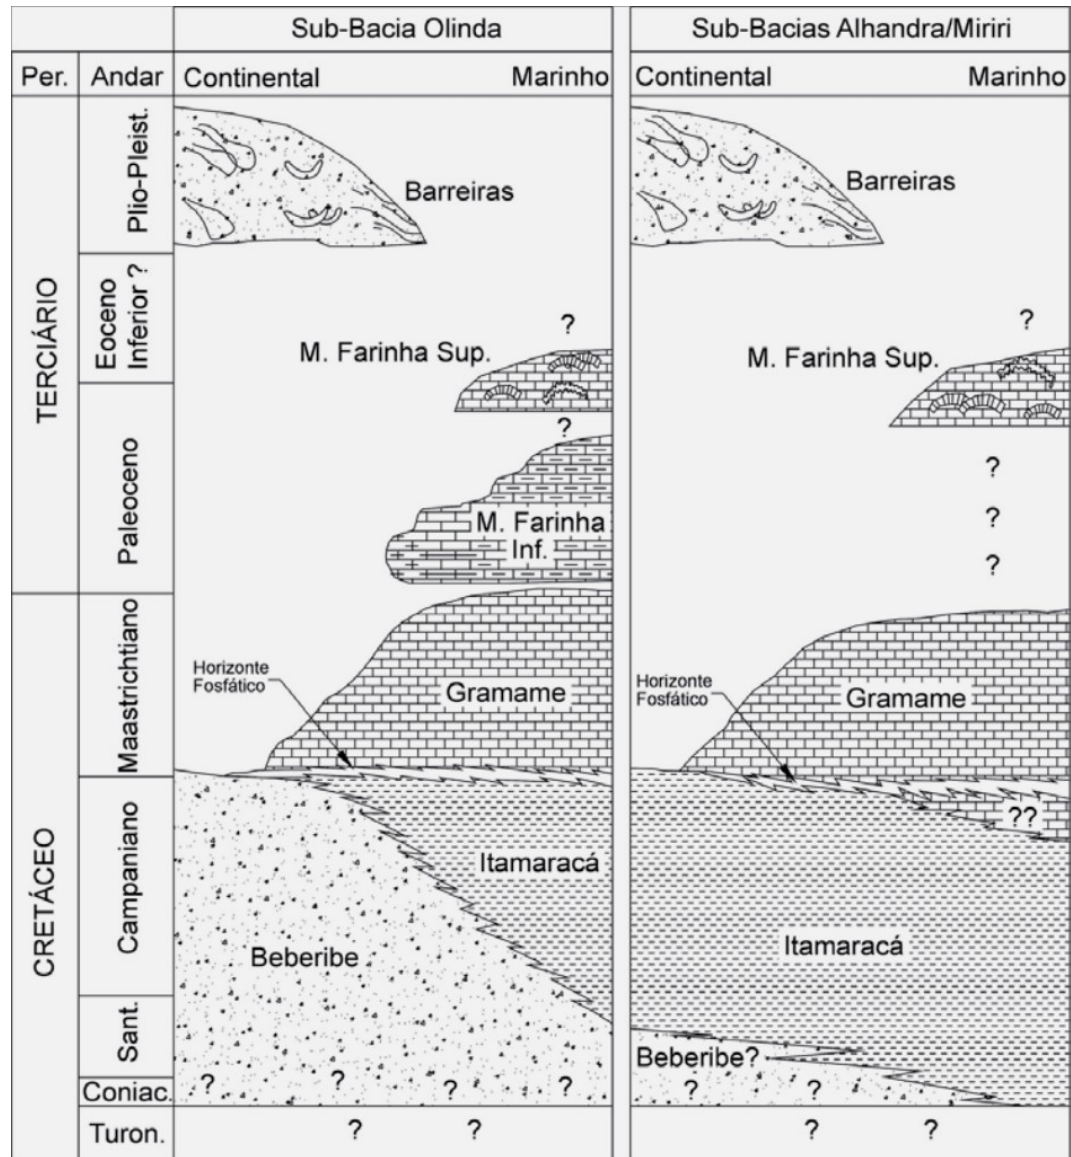 Sub-Bacia Olinda
Sub-Bacias Alhandra/Miriri
Per.
Andar
Continental
Marinho
Continental
Marinho
TERCIÁRIO
CRETÁCEO
Plio-Pleist.
Eoceno
Inferior ?
Paleoceno
Maastrichtiano
Campaniano
Sant.
Coniac.
Turon.
Barreiras
?
M. Farinha Sup.
?
M. Farinha
Inf.
Horizonte
Fosfático
Gramame
Itamaracá
Beberibe
? ? ? ?
? ?
Barreiras
?
M. Farinha Sup.
?
?
?
Horizonte
Fosfático
Gramame
??
Itamaracá
Beberibe?
? ?
? ?